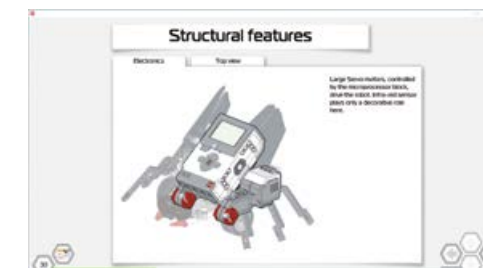 Structural features
Electronics
Top view
Large Servo motors, controlled
by the microprocessor block,
drive the robot. Infra-red sensor
plays only a decorative role
here.